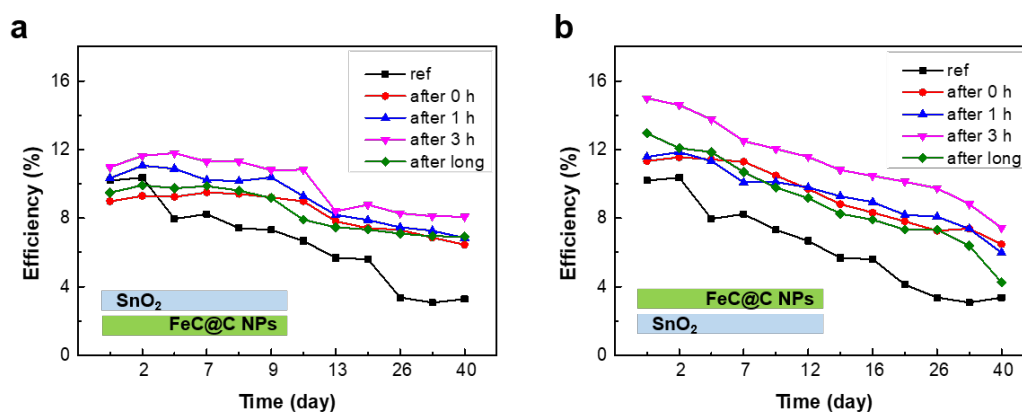 a
Efficiency (%)
16
12
8
4
0
ref
after 0 h
after 1 h
after 3 h
after long
SnO₂
FeC@C NPs
2 7 9 13 26 40
Time (day)
b
Efficiency (%)
16
12
8
4
0
ref
after 0 h
after 1 h
after 3 h
after long
FeC@C NPs
SnO₂
2 7 12 16 26 40
Time (day)